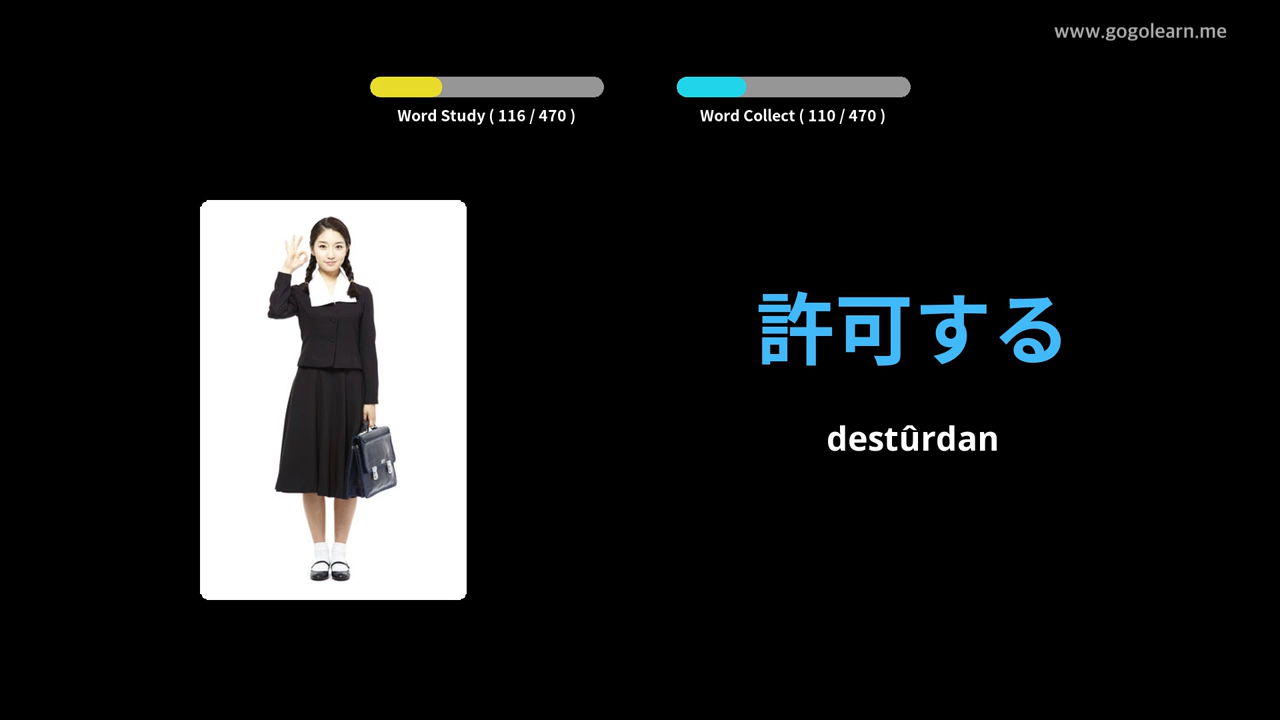 www.gogolearn.me
Word Study ( 116 / 470 )
Word Collect ( 110 / 470 )
許可する
destûrdan